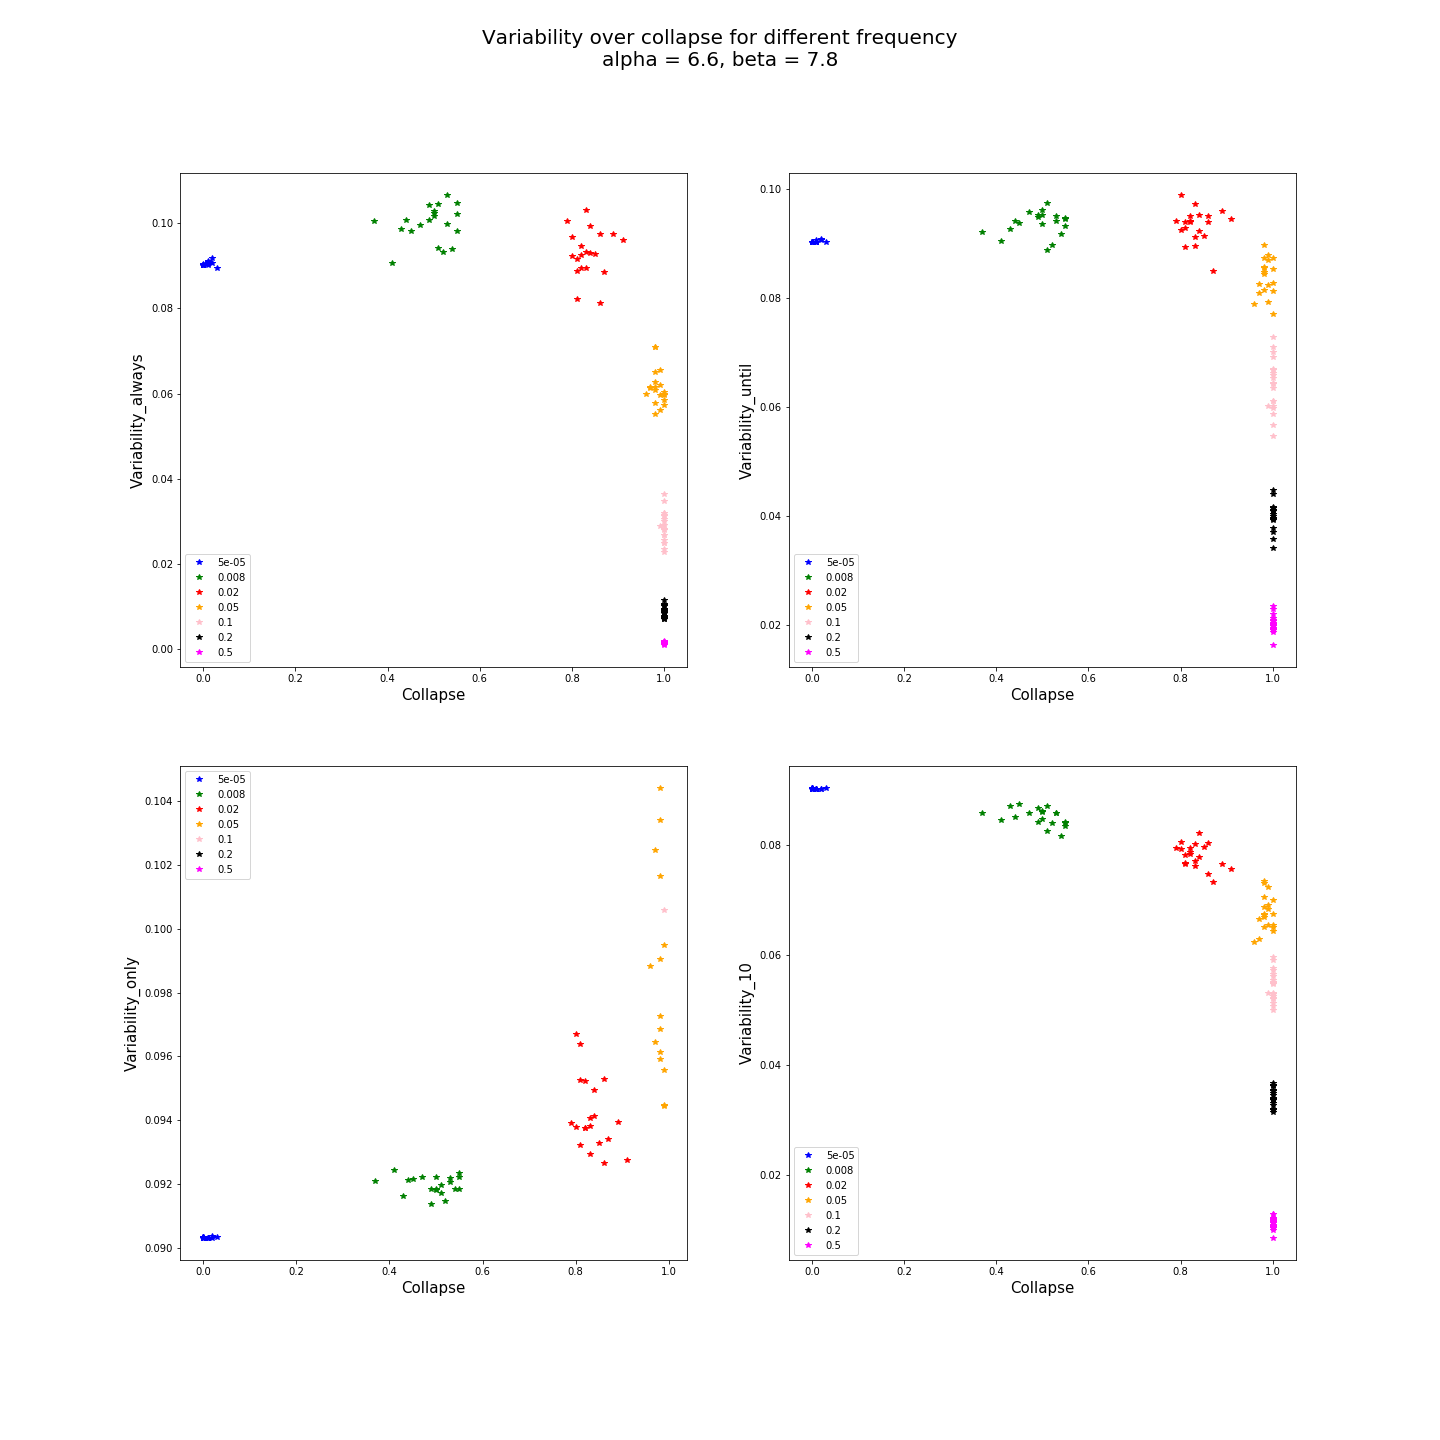 Variability over collapse for different frequency
alpha = 6.6, beta = 7.8
Variability_always
0.10
0.08
0.06
0.04
0.02
0.00
5e-05
0.008
0.02
0.05
0.1
0.2
0.5
0.0 0.2 0.4 0.6 0.8 1.0
Collapse
Variability_until
0.10
0.08
0.06
0.04
0.02
5e-05
0.008
0.02
0.05
0.1
0.2
0.5
0.0 0.2 0.4 0.6 0.8 1.0
Collapse
Variability_only
0.104
0.102
0.100
0.098
0.096
0.094
0.092
0.090
5e-05
0.008
0.02
0.05
0.1
0.2
0.5
0.0 0.2 0.4 0.6 0.8 1.0
Collapse
Variability_10
0.08
0.06
0.04
0.02
5e-05
0.008
0.02
0.05
0.1
0.2
0.5
0.0 0.2 0.4 0.6 0.8 1.0
Collapse